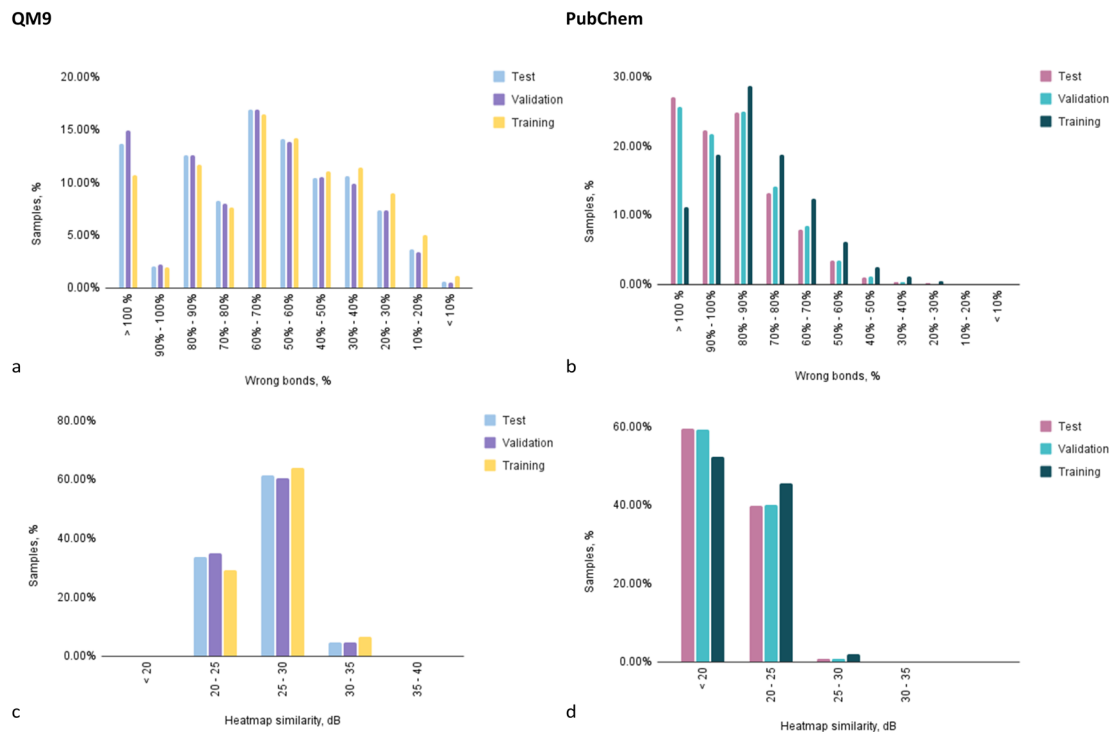 QM9
PubChem
20.00%
15.00%
10.00%
5.00%
0.00%
Samples, %
> 100 %
90% - 100%
80% - 90%
70% - 80%
60% - 70%
50% - 60%
40% - 50%
30% - 40%
20% - 30%
10% - 20%
< 10%
Wrong bonds, %
Test
Validation
Training
a
30.00%
20.00%
10.00%
0.00%
Samples, %
> 100%
90% - 100%
80% - 90%
70% - 80%
60% - 70%
50% - 60%
40% - 50%
30% - 40%
20% - 30%
10% - 20%
< 10%
Wrong bonds, %
Test
Validation
Training
b
80.00%
60.00%
40.00%
20.00%
0.00%
Samples, %
< 20
20 - 25
25 - 30
30 - 35
35 - 40
Heatmap similarity, dB
Test
Validation
Training
c
60.00%
40.00%
20.00%
0.00%
Samples, %
< 20
20 - 25
25 - 30
30 - 35
Heatmap similarity, dB
Test
Validation
Training
d